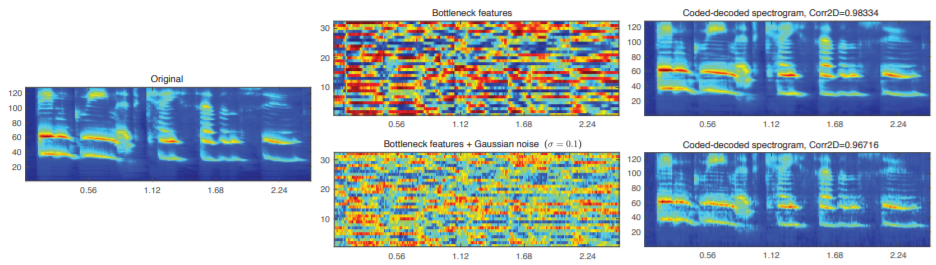 Original
120
100
80
60
40
20
0.56 1.12 1.68 2.24
Bottleneck features
30
20
10
0.56 1.12 1.68 2.24
Coded-decoded spectrogram, Corr2D=0.98334
120
100
80
60
40
20
0.56 1.12 1.68 2.24
Bottleneck features + Gaussian noise (σ = 0.1)
30
20
10
0.56 1.12 1.68 2.24
Coded-decoded spectrogram, Corr2D=0.96716
120
100
80
60
40
20
0.56 1.12 1.68 2.24